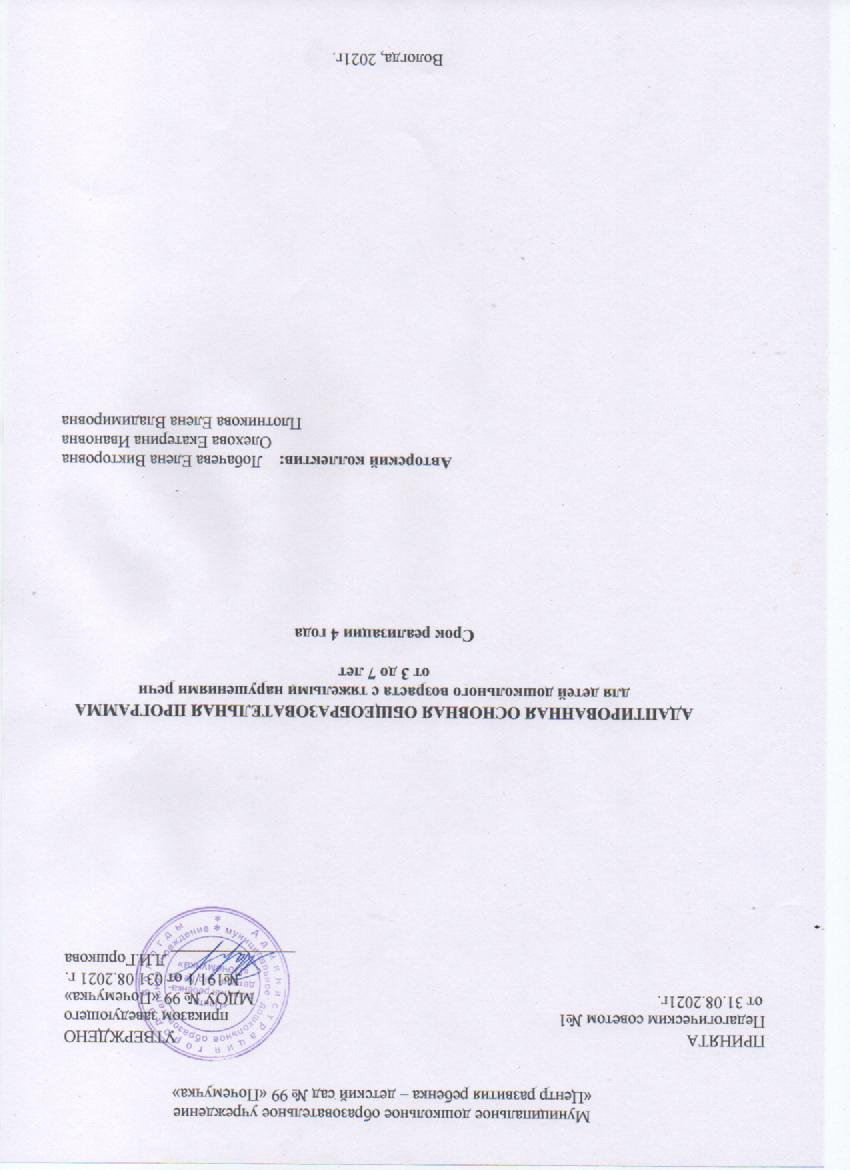 Муниципальное дошкольное образовательное учреждение
«Центр развития ребенка – детский сад № 99 «Почемучка»
ПРИНЯТА
Педагогическим советом №1
от 31.08.2021г.
УТВЕРЖДЕНО
приказом заведующего
МДОУ № 99 «Почемучка»
№191/1 от 031.08.2021 г.
Л.И.Горшкова
АДАПТИРОВАННАЯ ОСНОВНАЯ ОБЩЕОБРАЗОВАТЕЛЬНАЯ ПРОГРАММА
для детей дошкольного возраста с тяжелыми нарушениями речи
от 3 до 7 лет
Срок реализации 4 года
Авторский коллектив: Лобачева Елена Викторовна
Олехова Екатерина Ивановна
Плотникова Елена Владимировна
Вологда, 2021г.